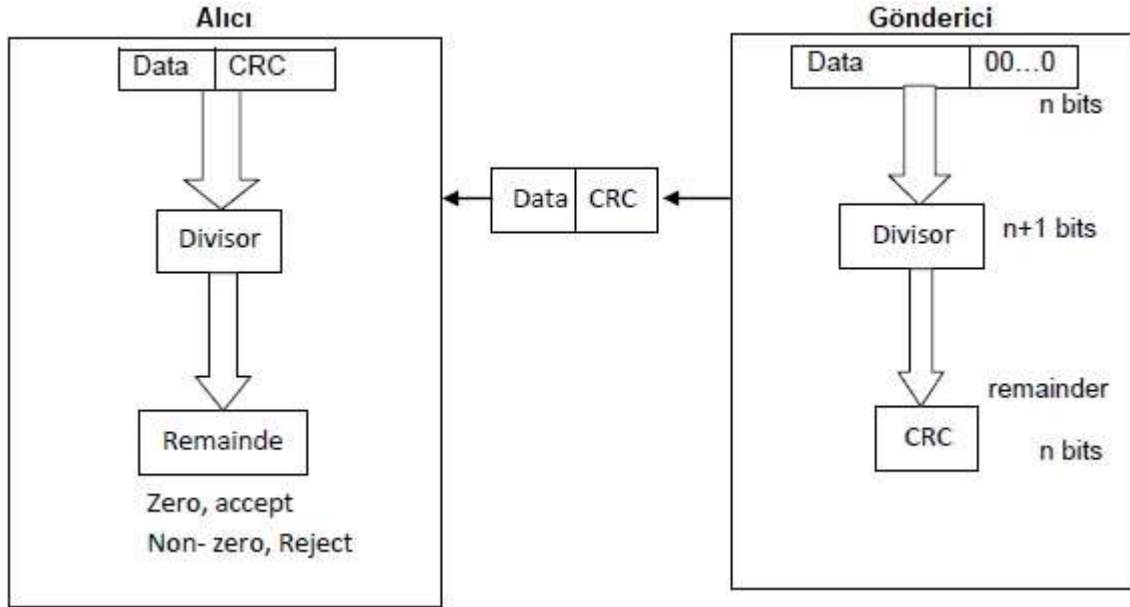 Alıcı
Gönderici
Data CRC
Data 00...0
n bits
Data CRC
Divisor
Divisor
n+1 bits
Remainde
remainder
CRC
n bits
Zero, accept
Non- zero, Reject